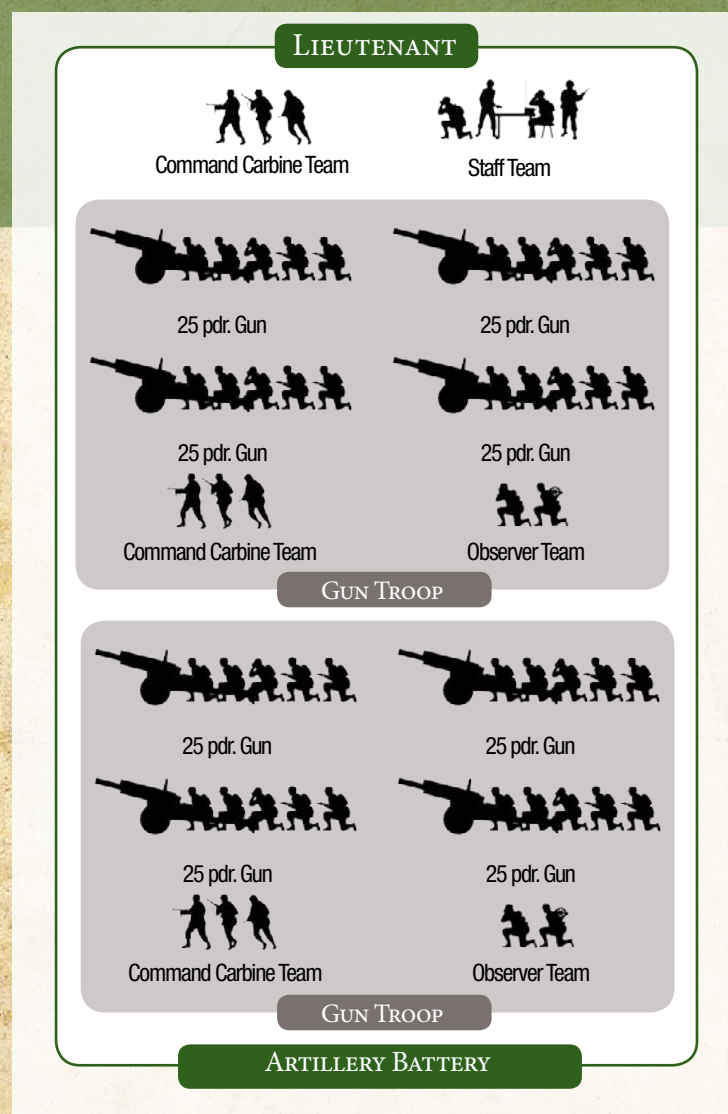 Lieutenant
Command Carbine Team
Staff Team
25 pdr. Gun
25 pdr. Gun
25 pdr. Gun
25 pdr. Gun
Command Carbine Team
Observer Team
Gun Troop
25 pdr. Gun
25 pdr. Gun
25 pdr. Gun
25 pdr. Gun
Command Carbine Team
Observer Team
Gun Troop
Artillery Battery